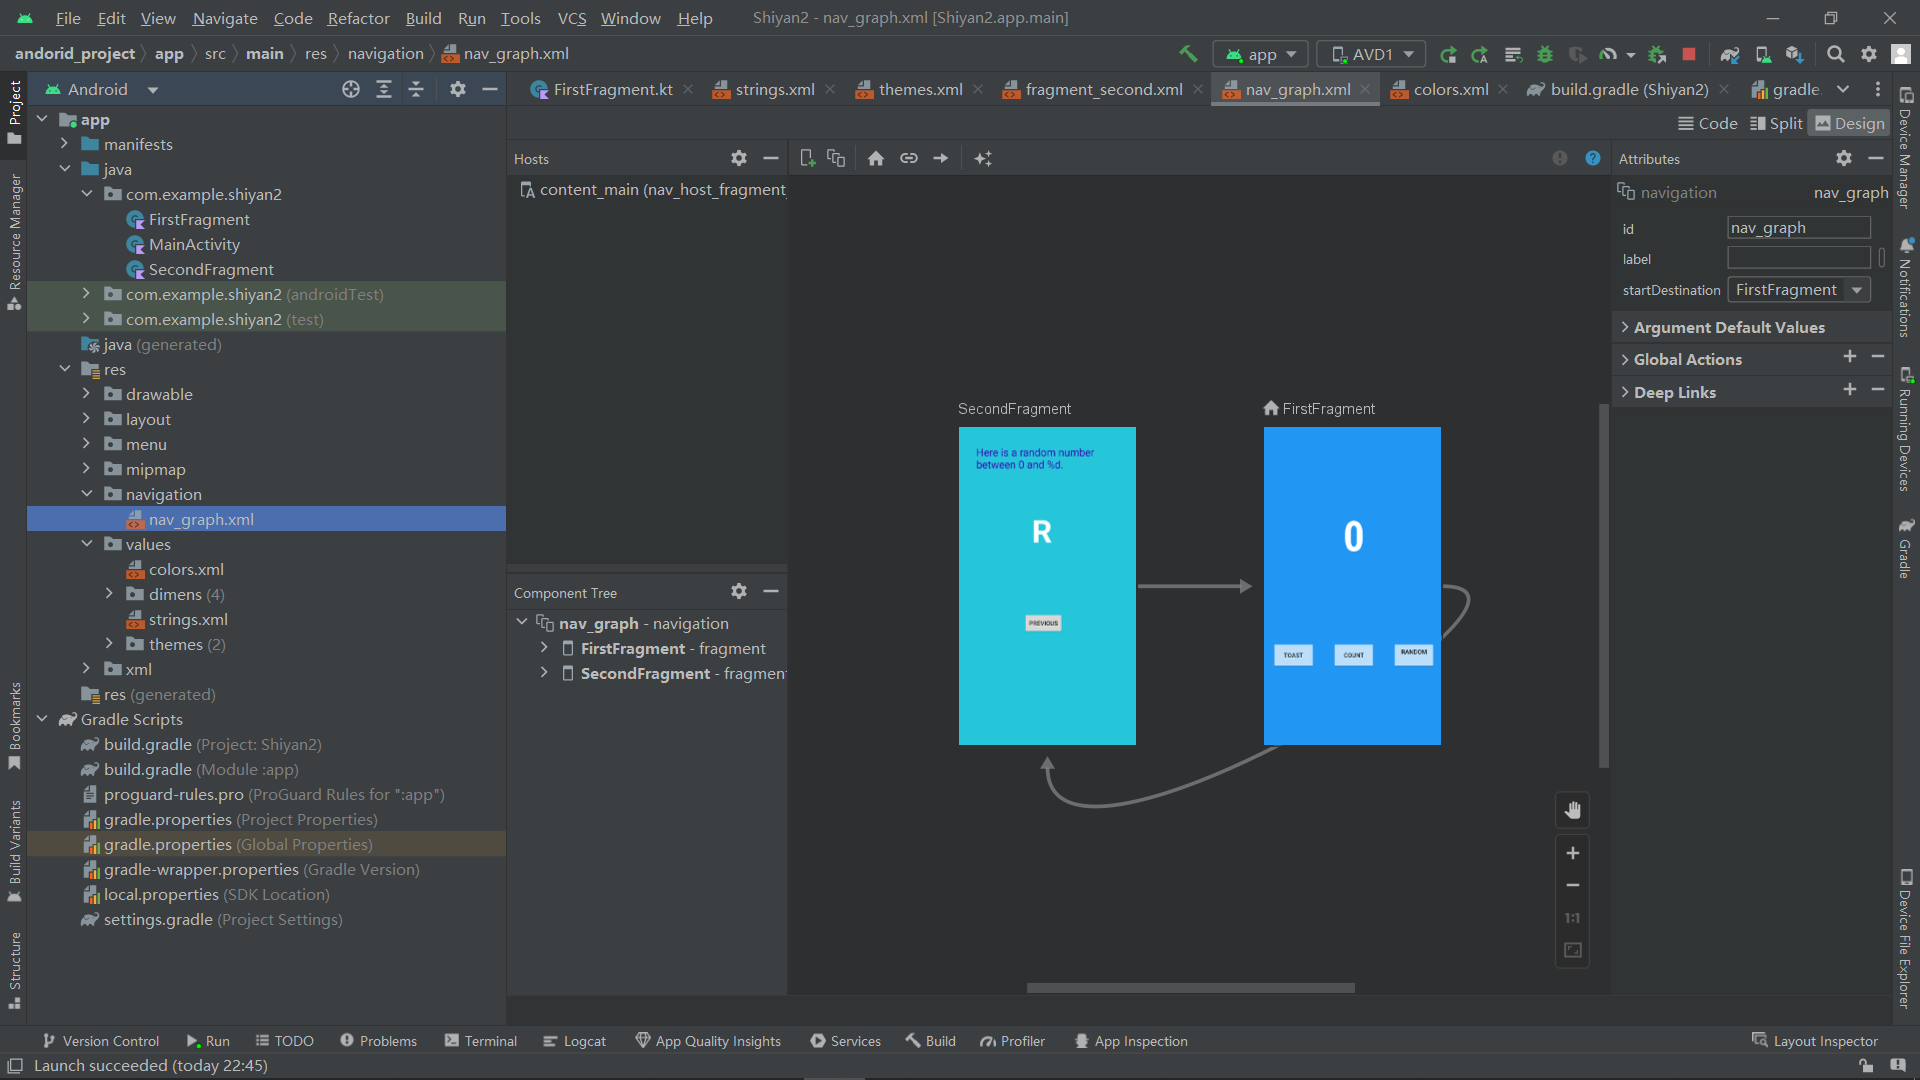 File Edit View Navigate Code Refactor Build Run Tools VCS Window Help Shiyan2 - nav_graph.xml [Shiyan2.app.main]
andorid_project app src main res navigation nav_graph.xml app AVD1
Android
FirstFragment.kt strings.xml themes.xml fragment_second.xml nav_graph.xml colors.xml build.gradle (Shiyan2) gradle.
Code Split Design
Project
Resource Manager
Bookmarks
Build Variants
Structure
app
manifests
java
com.example.shiyan2
FirstFragment
MainActivity
SecondFragment
com.example.shiyan2 (androidTest)
com.example.shiyan2 (test)
java (generated)
res
drawable
layout
menu
mipmap
navigation
nav_graph.xml
values
colors.xml
dimens (4)
strings.xml
themes (2)
xml
res (generated)
Gradle Scripts
build.gradle (Project: Shiyan2)
build.gradle (Module :app)
proguard-rules.pro (ProGuard Rules for ":app")
gradle.properties (Project Properties)
gradle.properties (Global Properties)
gradle-wrapper.properties (Gradle Version)
local.properties (SDK Location)
settings.gradle (Project Settings)
Hosts
content_main (nav_host_fragment_
Component Tree
nav_graph - navigation
FirstFragment - fragment
SecondFragment - fragmen
SecondFragment
Here is a random number
between 0 and %d.
R
PREVIOUS
FirstFragment
0
TOAST COUNT RANDOM
1:1
Attributes
navigation nav_graph
id nav_graph
label
startDestination FirstFragment
Argument Default Values
Global Actions
Deep Links
Device Manager
Notifications
Running Devices
Gradle
Device File Explorer
Version Control Run TODO Problems Terminal Logcat App Quality Insights Services Build Profiler App Inspection Layout Inspector
Launch succeeded (today 22:45)